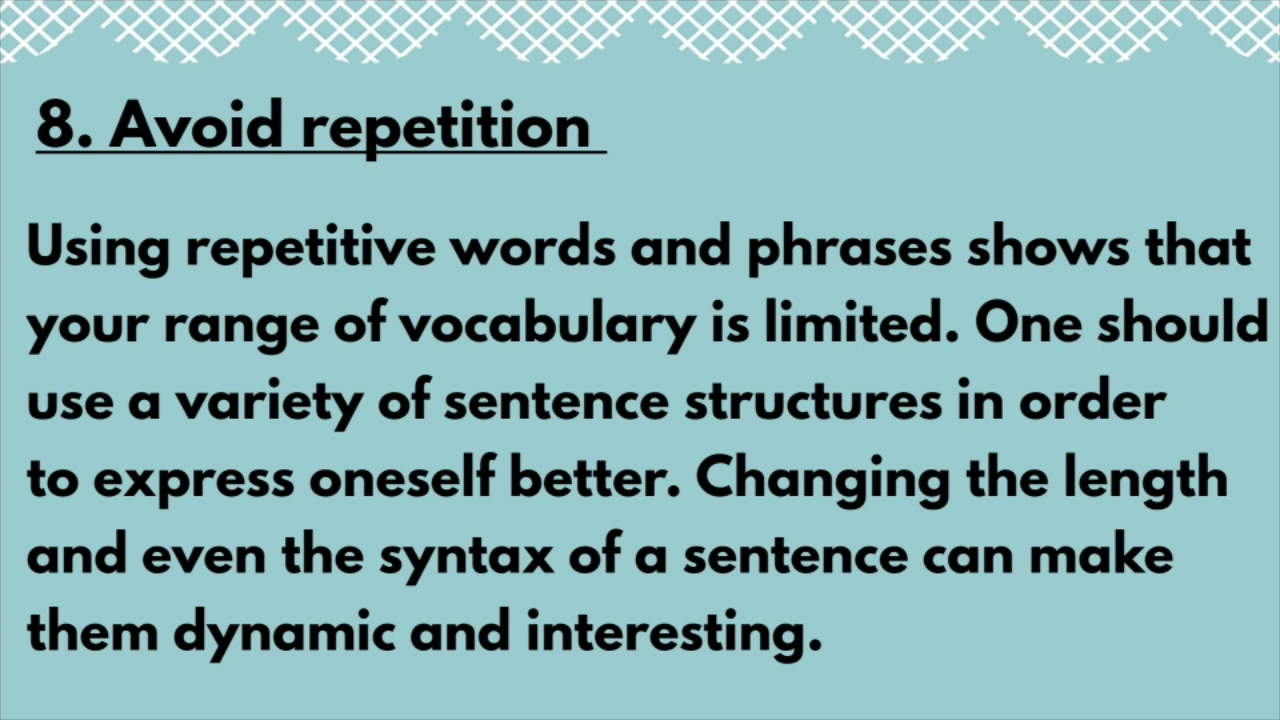 8. Avoid repetition
Using repetitive words and phrases shows that
your range of vocabulary is limited. One should
use a variety of sentence structures in order
to express oneself better. Changing the length
and even the syntax of a sentence can make
them dynamic and interesting.